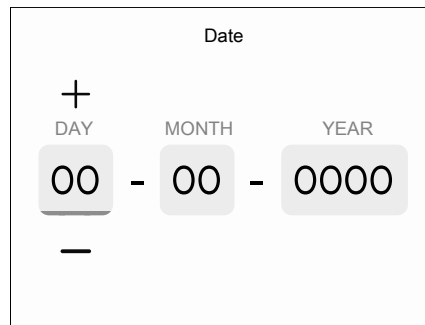 Date
+
DAY MONTH YEAR
00 - 00 - 0000
—